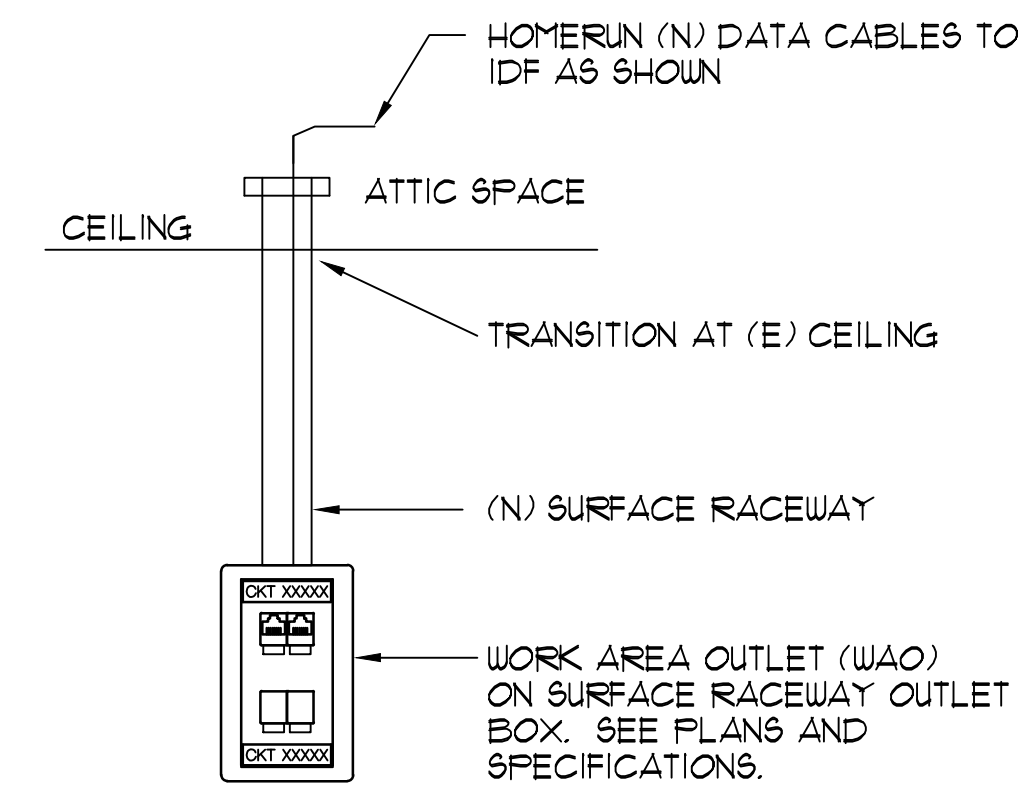 HOMERUN (N) DATA CABLES TO
IDF AS SHOWN
ATTIC SPACE
CEILING
TRANSITION AT (E) CEILING
(N) SURFACE RACEWAY
CKT XXXXX
WORK AREA OUTLET (WAO)
ON SURFACE RACEWAY OUTLET
BOX. SEE PLANS AND
SPECIFICATIONS.
CKT XXXXX